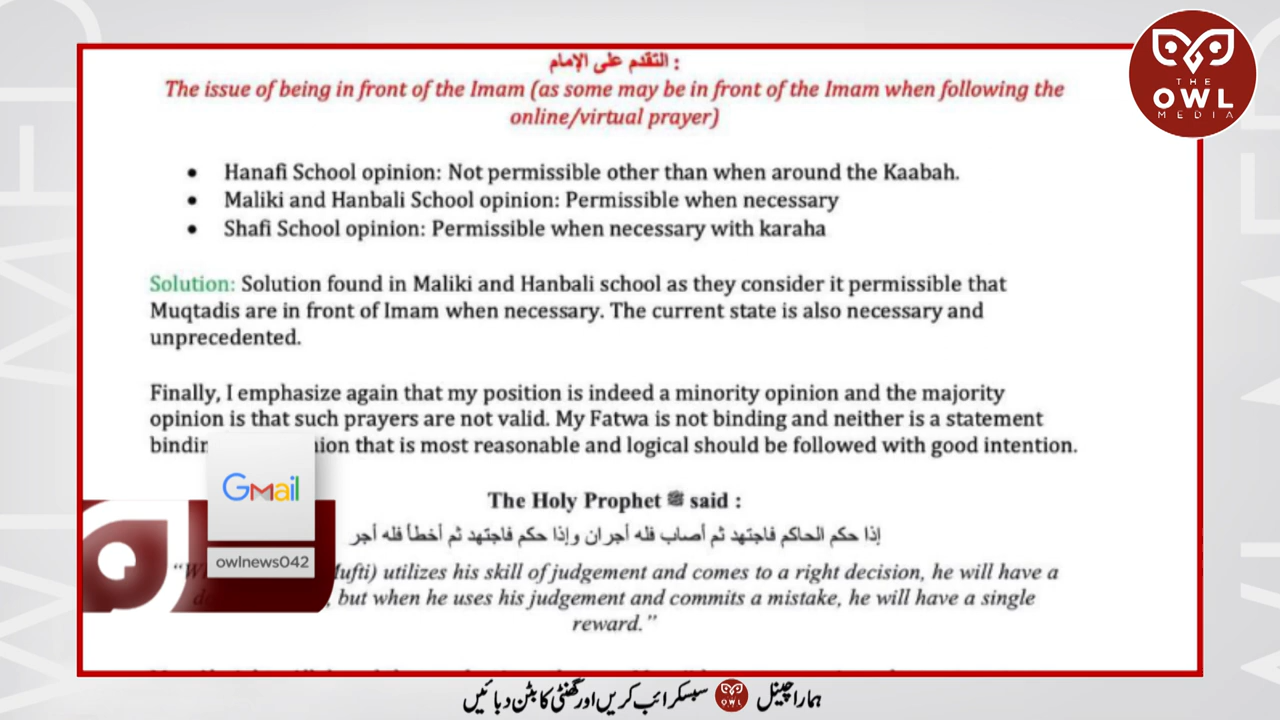 التقدم على الإمام :
The issue of being in front of the Imam (as some may be in front of the Imam when following the
online/virtual prayer)
THE
OWL
MEDIA
• Hanafi School opinion: Not permissible other than when around the Kaabah.
• Maliki and Hanbali School opinion: Permissible when necessary
• Shafi School opinion: Permissible when necessary with karaha
Solution: Solution found in Maliki and Hanbali school as they consider it permissible that
Muqtadis are in front of Imam when necessary. The current state is also necessary and
unprecedented.
Finally, I emphasize again that my position is indeed a minority opinion and the majority
opinion is that such prayers are not valid. My Fatwa is not binding and neither is a statement
that is most reasonable and logical should be followed with good intention.
Gmail
owlnews042
The Holy Prophet ﷺ said :
إذا حكم الحاكم فاجتهد ثم أصاب فله أجران وإذا حكم فاجتهد ثم أخطأ فله أجر
utilizes his skill of judgement and comes to a right decision, he will have a
, but when he uses his judgement and commits a mistake, he will have a single
reward.”
ہمارا چینل OWL سبسکرائب کریں اور گھنٹی کا بٹن دبائیں